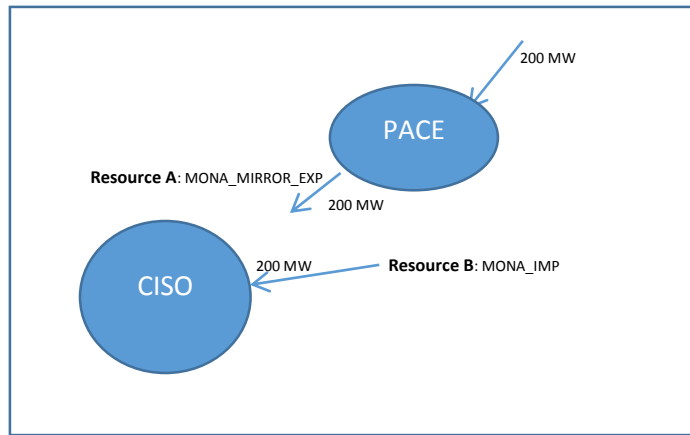 200 MW
PACE
Resource A: MONA_MIRROR_EXP
200 MW
200 MW
Resource B: MONA_IMP
CISO